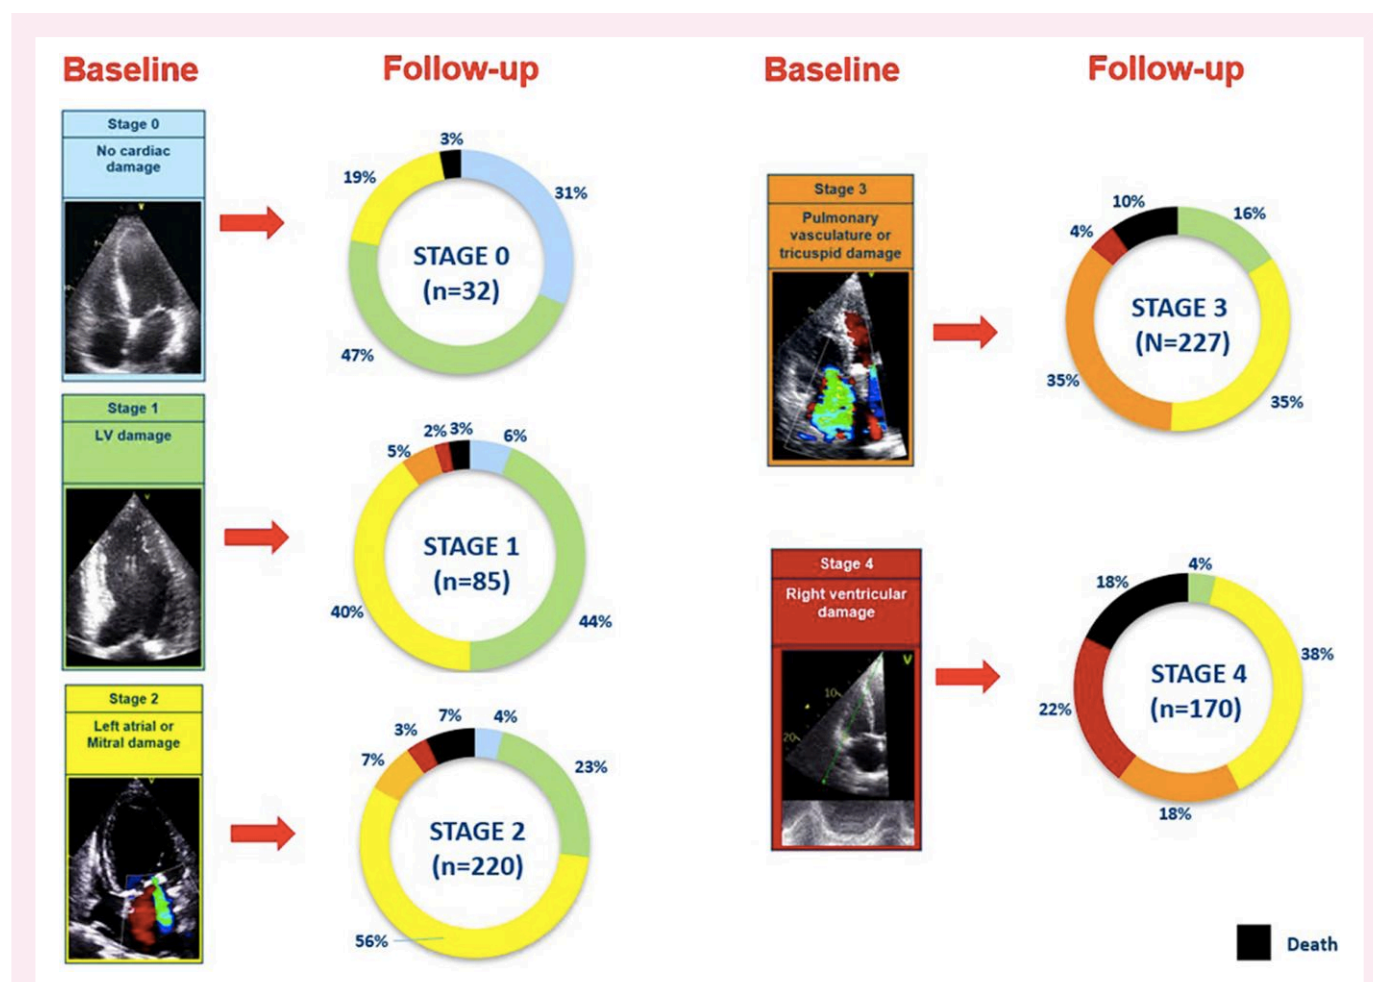 Baseline
Follow-up
Stage 0
No cardiac
damage
3%
19%
31%
STAGE 0
(n=32)
47%
Stage 1
LV damage
2%
3%
6%
5%
STAGE 1
(n=85)
40%
44%
Stage 2
Left atrial or
Mitral damage
7%
4%
3%
7%
23%
STAGE 2
(n=220)
56%
Baseline
Follow-up
Stage 3
Pulmonary
vasculature or
tricuspid damage
10%
16%
4%
STAGE 3
(N=227)
35%
35%
Stage 4
Right ventricular
damage
V
10
20
4%
18%
38%
STAGE 4
(n=170)
22%
18%
Death